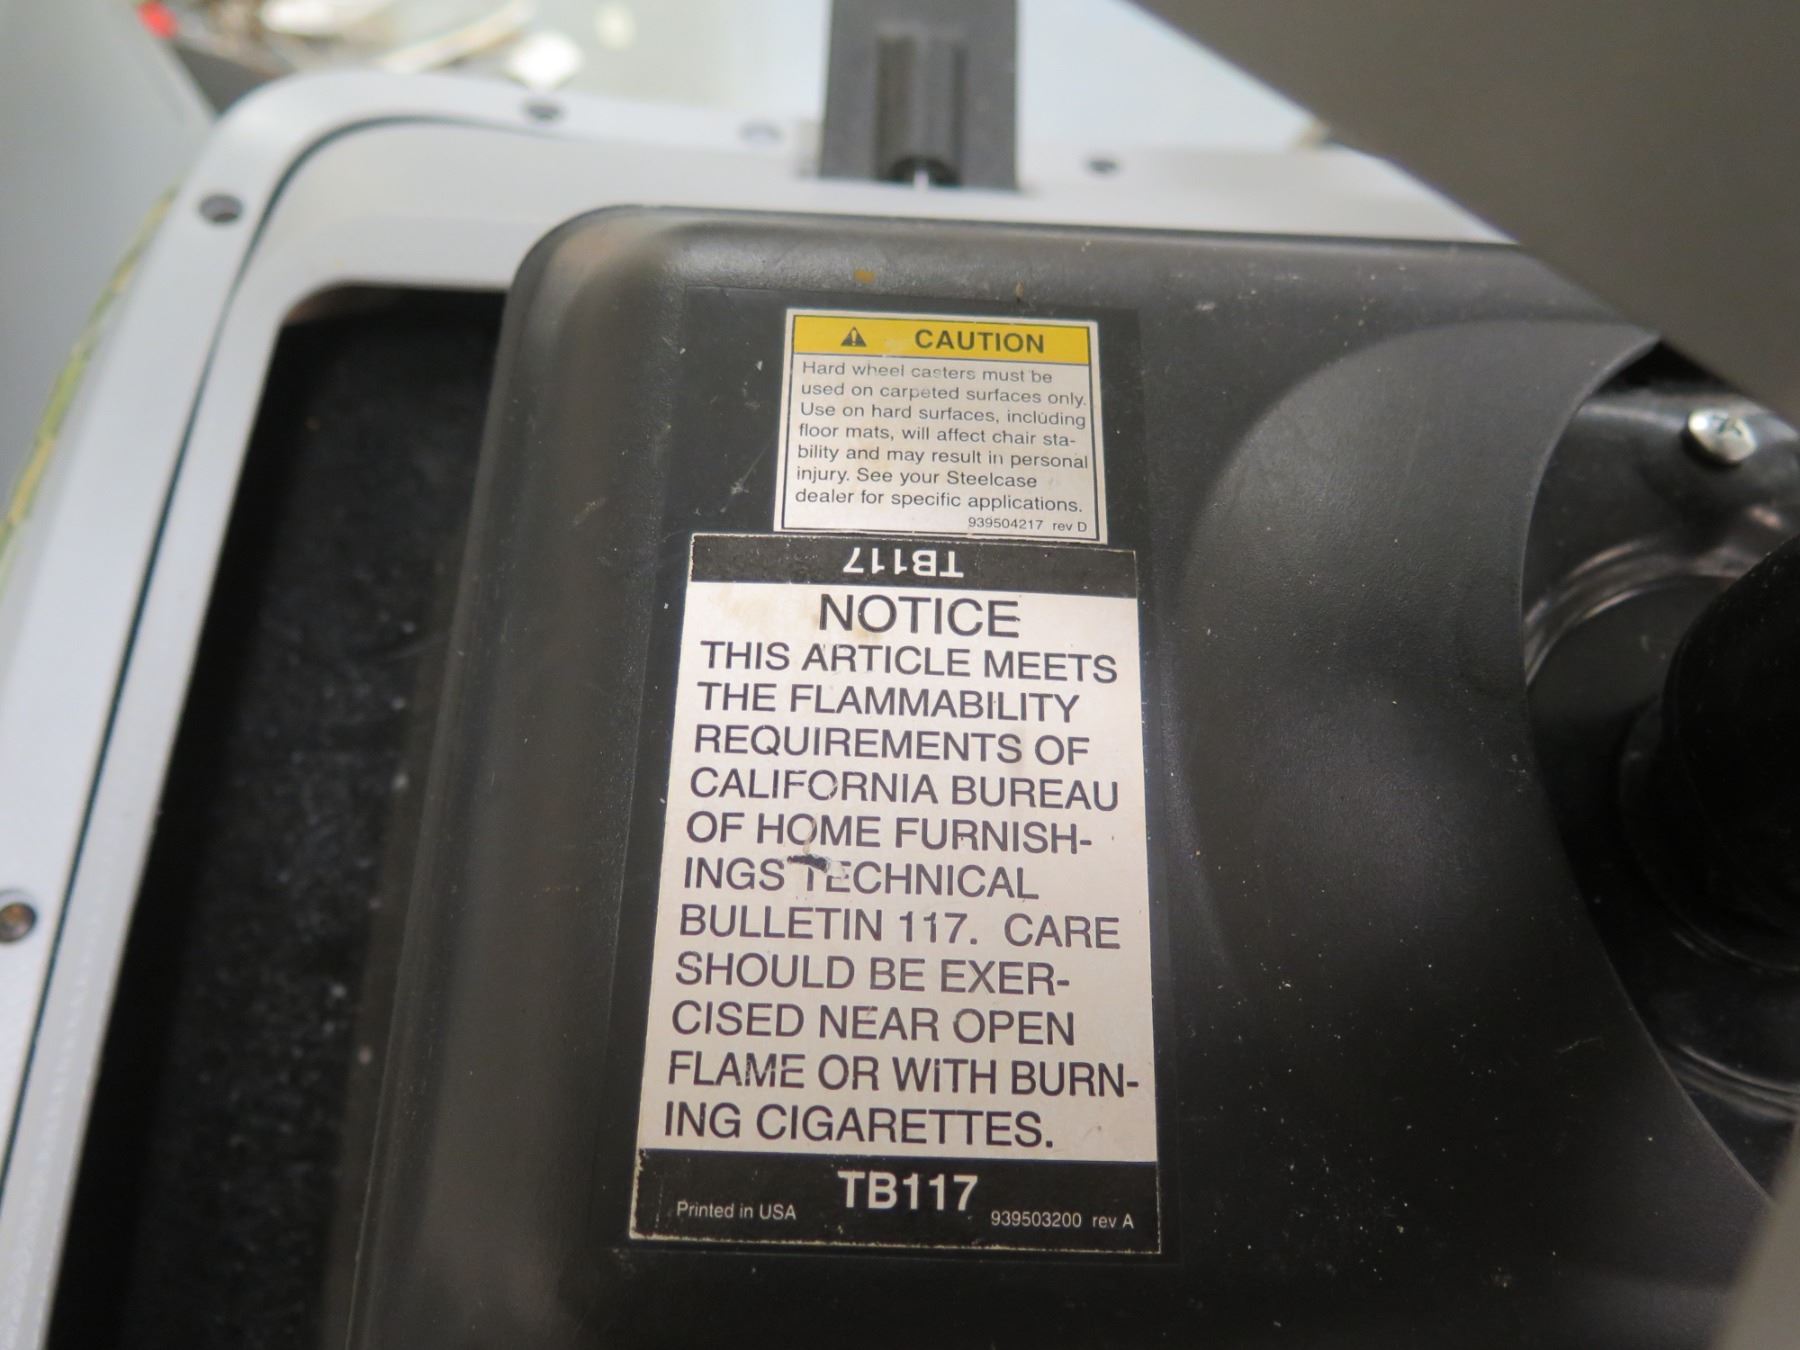 CAUTION
Hard wheel casters must be
used on carpeted surfaces only.
Use on hard surfaces, including
floor mats, will affect chair sta-
bility and may result in personal
injury. See your Steelcase
dealer for specific applications.
939504217 rev D
TB117
NOTICE
THIS ARTICLE MEETS
THE FLAMMABILITY
REQUIREMENTS OF
CALIFORNIA BUREAU
OF HOME FURNISH-
INGS TECHNICAL
BULLETIN 117. CARE
SHOULD BE EXER-
CISED NEAR OPEN
FLAME OR WITH BURN-
ING CIGARETTES.
TB117
Printed in USA 939503200 rev A